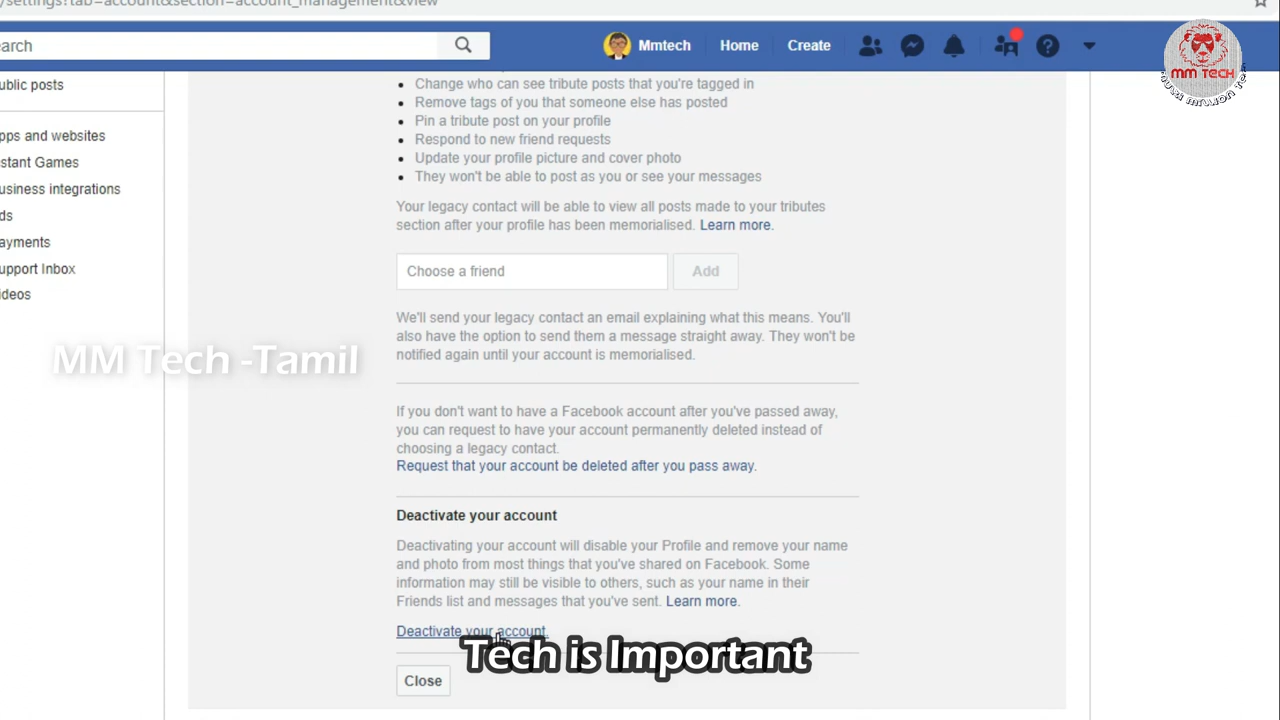 /settings?tab=account&section=account_management&view
earch
Mmtech
Home
Create
MM TECH
ublic posts
pps and websites
stant Games
usiness integrations
ds
ayments
upport Inbox
ideos
• Change who can see tribute posts that you're tagged in
• Remove tags of you that someone else has posted
• Pin a tribute post on your profile
• Respond to new friend requests
• Update your profile picture and cover photo
• They won't be able to post as you or see your messages
Your legacy contact will be able to view all posts made to your tributes
section after your profile has been memorialised. Learn more.
Choose a friend
Add
We'll send your legacy contact an email explaining what this means. You'll
also have the option to send them a message straight away. They won't be
notified again until your account is memorialised.
MM Tech -Tamil
If you don't want to have a Facebook account after you've passed away,
you can request to have your account permanently deleted instead of
choosing a legacy contact.
Request that your account be deleted after you pass away.
Deactivate your account
Deactivating your account will disable your Profile and remove your name
and photo from most things that you've shared on Facebook. Some
information may still be visible to others, such as your name in their
Friends list and messages that you've sent. Learn more.
Deactivate your account.
Tech is Important
Close